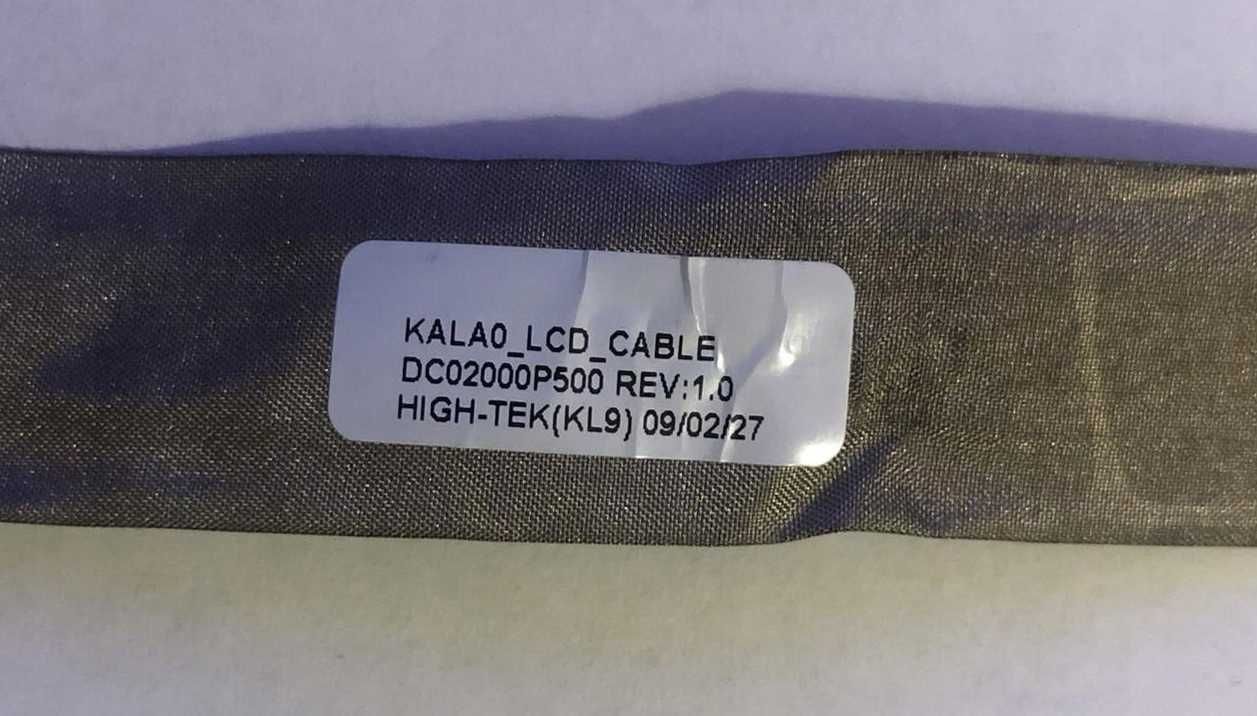 KALA0_LCD_CABLE
DC02000P500 REV:1.0
HIGH-TEK(KL9) 09/02/27